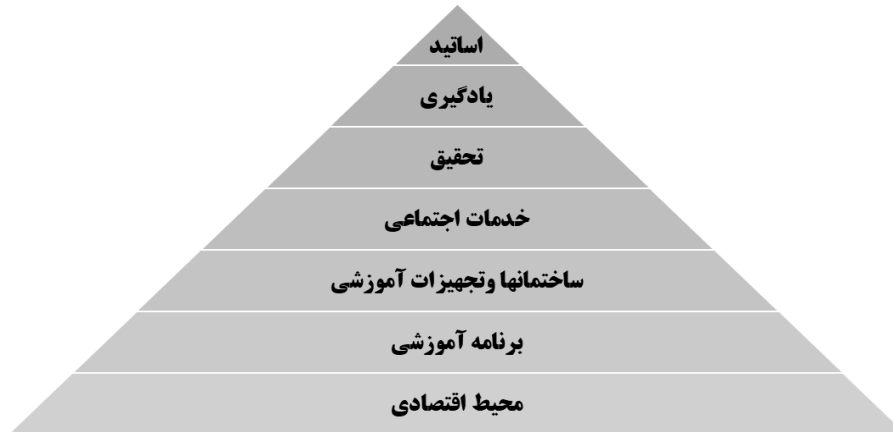 اساتید
یادگیری
تحقیق
خدمات اجتماعی
ساختمانها وتجهیزات آموزشی
برنامه آموزشی
محیط اقتصادی